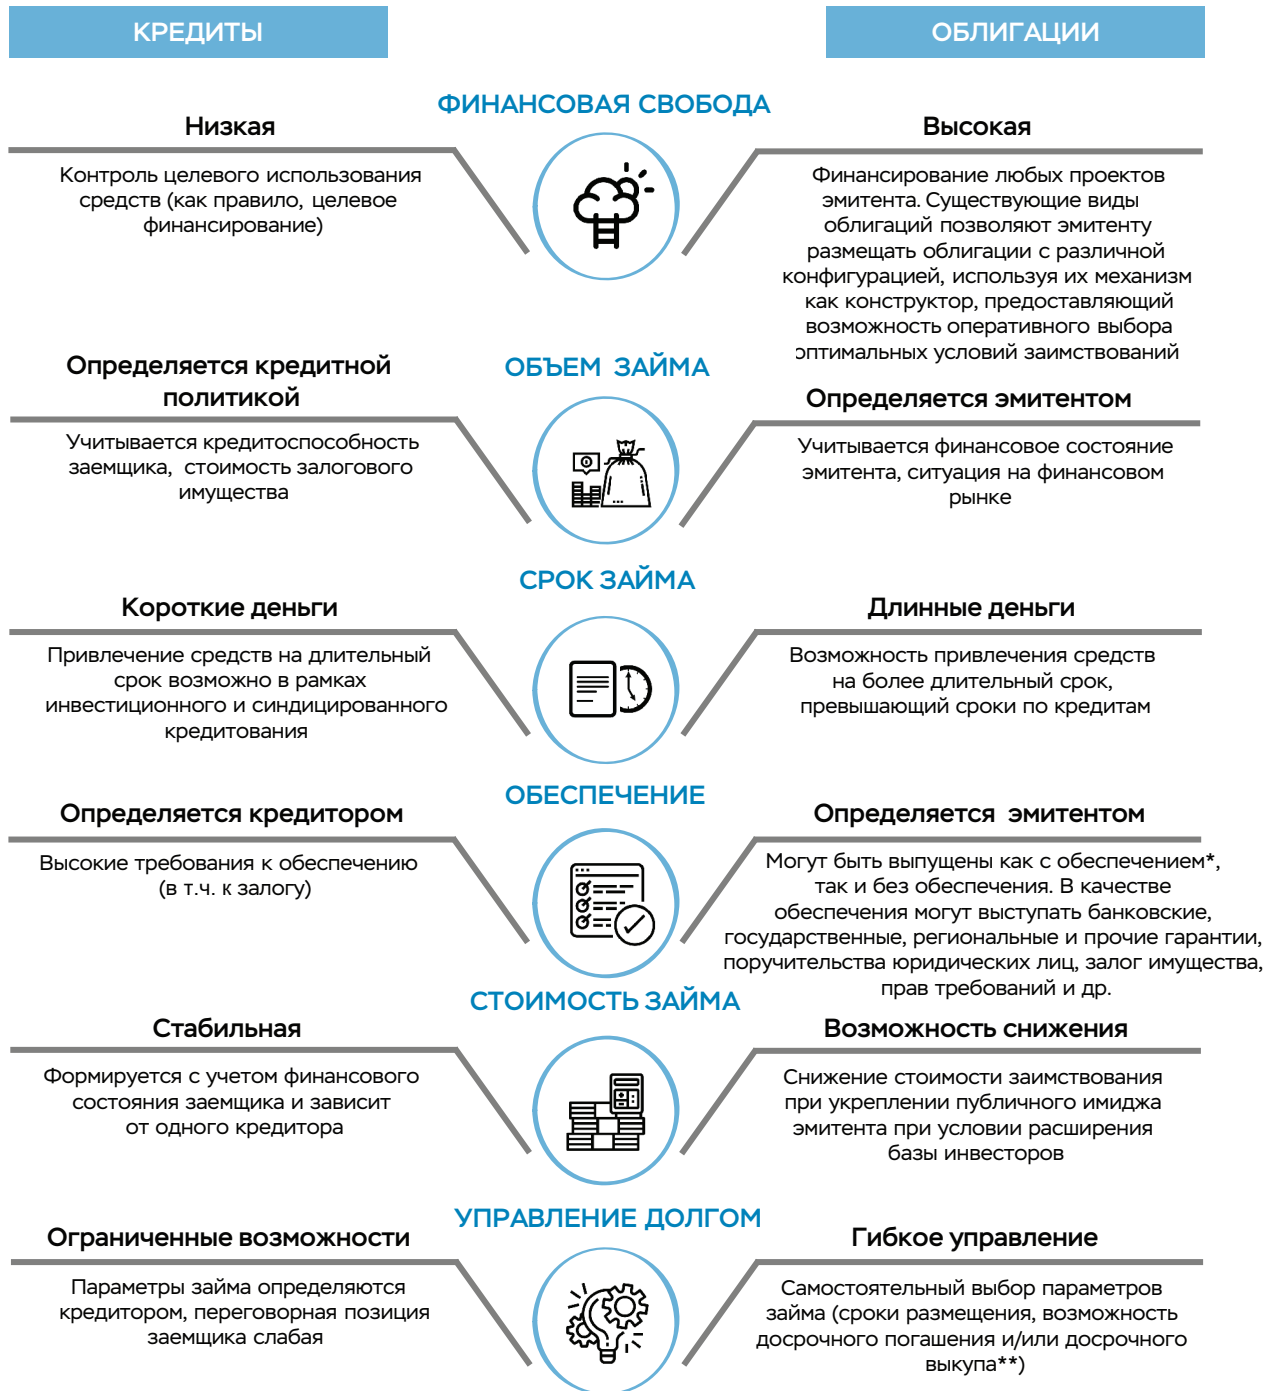 КРЕДИТЫ
ОБЛИГАЦИИ
ФИНАНСОВАЯ СВОБОДА
Низкая
Контроль целевого использования
средств (как правило, целевое
финансирование)
Высокая
Финансирование любых проектов
эмитента. Существующие виды
облигаций позволяют эмитенту
размещать облигации с различной
конфигурацией, используя их механизм
как конструктор, предоставляющий
возможность оперативного выбора
оптимальных условий заимствований
ОБЪЕМ ЗАЙМА
Определяется кредитной
политикой
Учитывается кредитоспособность
заемщика, стоимость залогового
имущества
Определяется эмитентом
Учитывается финансовое состояние
эмитента, ситуация на финансовом
рынке
СРОК ЗАЙМА
Короткие деньги
Привлечение средств на длительный
срок возможно в рамках
инвестиционного и синдицированного
кредитования
Длинные деньги
Возможность привлечения средств
на более длительный срок,
превышающий сроки по кредитам
ОБЕСПЕЧЕНИЕ
Определяется кредитором
Высокие требования к обеспечению
(в т.ч. к залогу)
Определяется эмитентом
Могут быть выпущены как с обеспечением*,
так и без обеспечения. В качестве
обеспечения могут выступать банковские,
государственные, региональные и прочие гарантии,
поручительства юридических лиц, залог имущества,
прав требований и др.
СТОИМОСТЬ ЗАЙМА
Стабильная
Формируется с учетом финансового
состояния заемщика и зависит
от одного кредитора
Возможность снижения
Снижение стоимости заимствования
при укреплении публичного имиджа
эмитента при условии расширения
базы инвесторов
УПРАВЛЕНИЕ ДОЛГОМ
Ограниченные возможности
Параметры займа определяются
кредитором, переговорная позиция
заемщика слабая
Гибкое управление
Самостоятельный выбор параметров
займа (сроки размещения, возможность
досрочного погашения и/или досрочного
выкупа**)